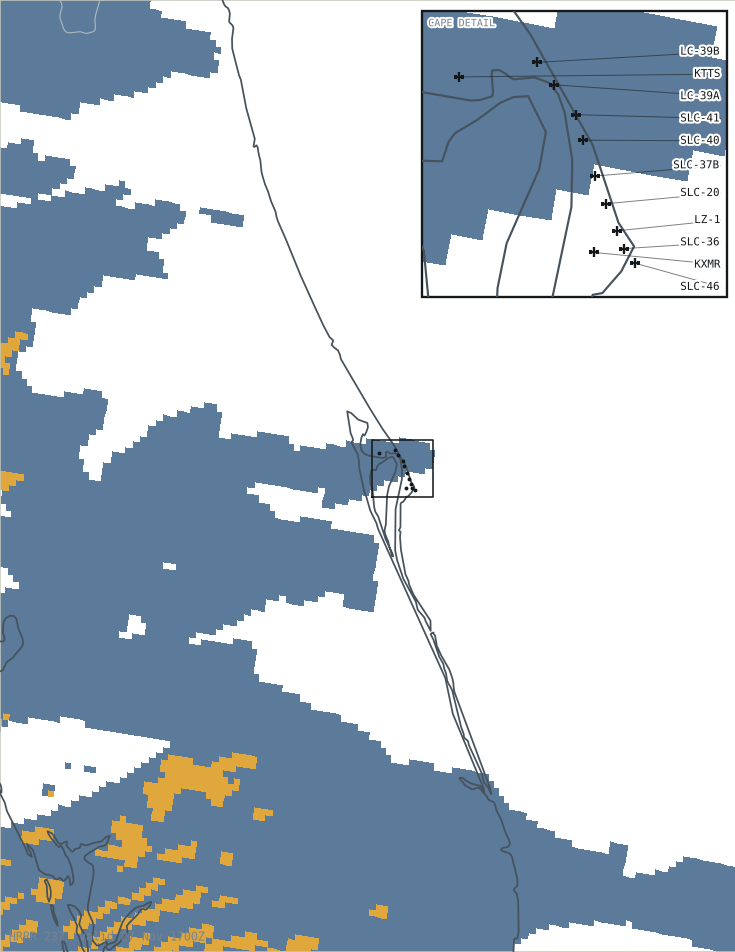 CAPE DETAIL
LC-39B
KTTS
LC-39A
SLC-41
SLC-40
SLC-37B
SLC-20
LZ-1
SLC-36
KXMR
SLC-46